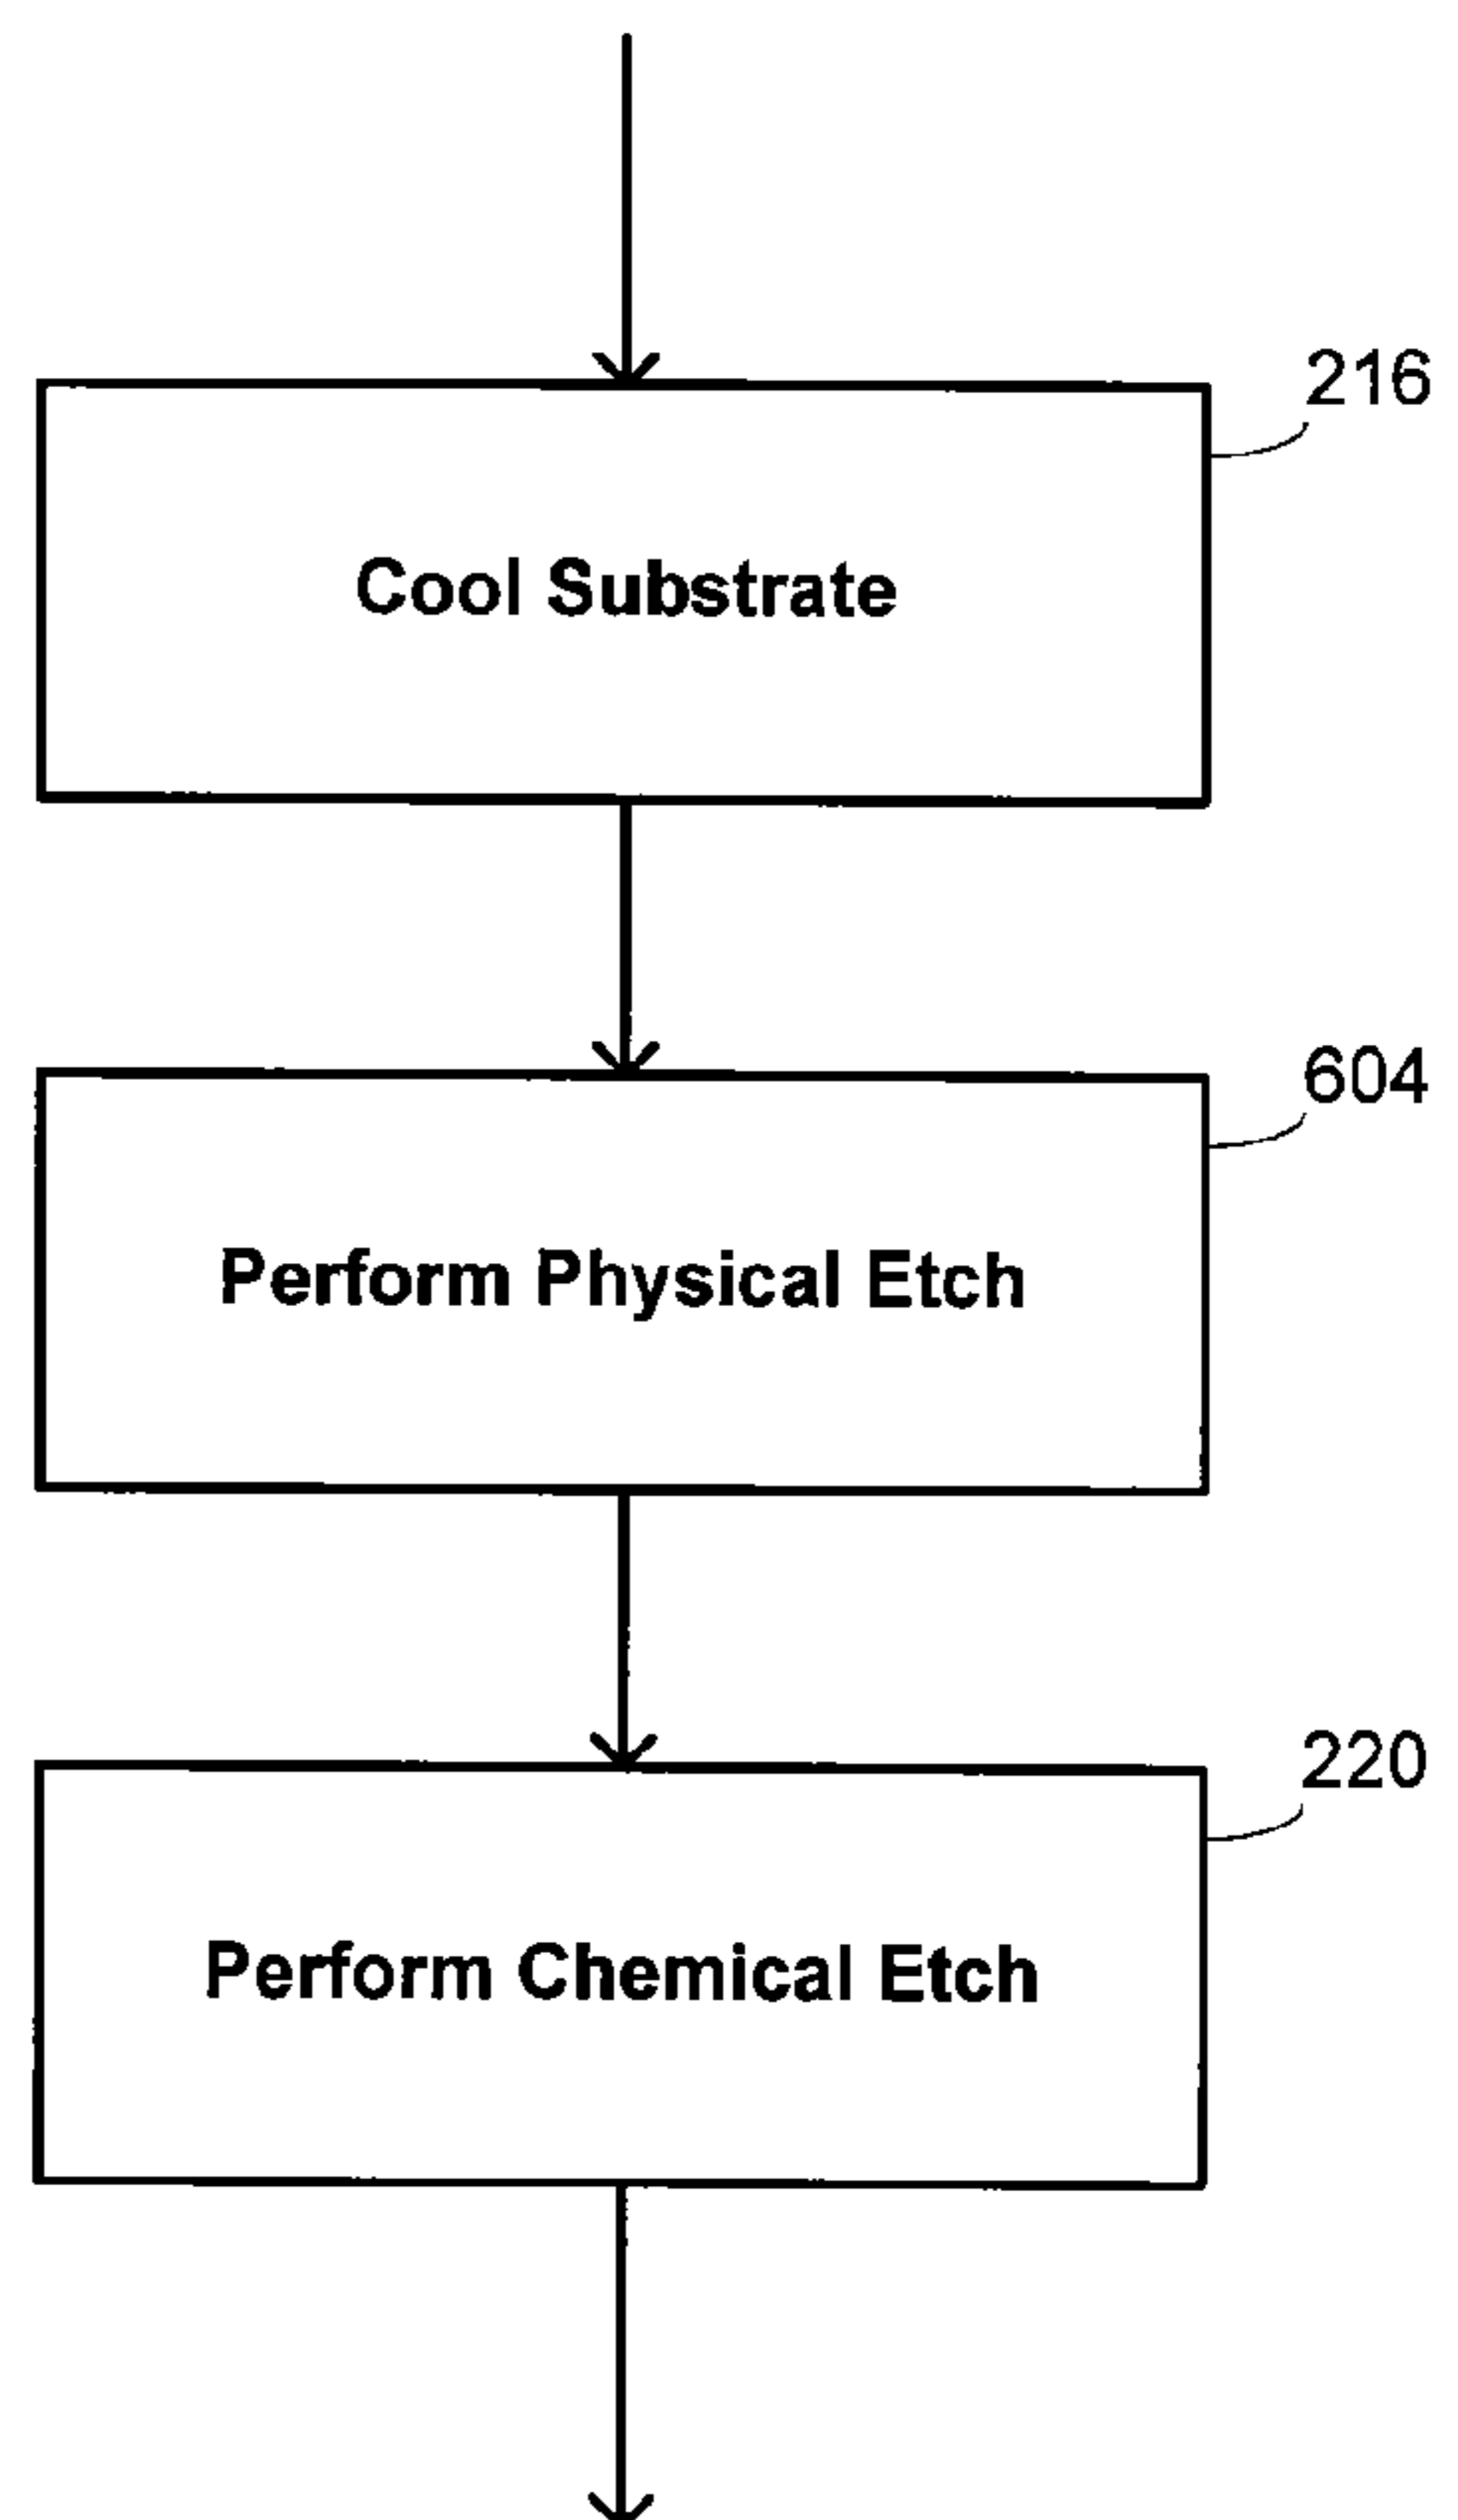 216
Cool Substrate
604
Perform Physical Etch
220
Perform Chemical Etch